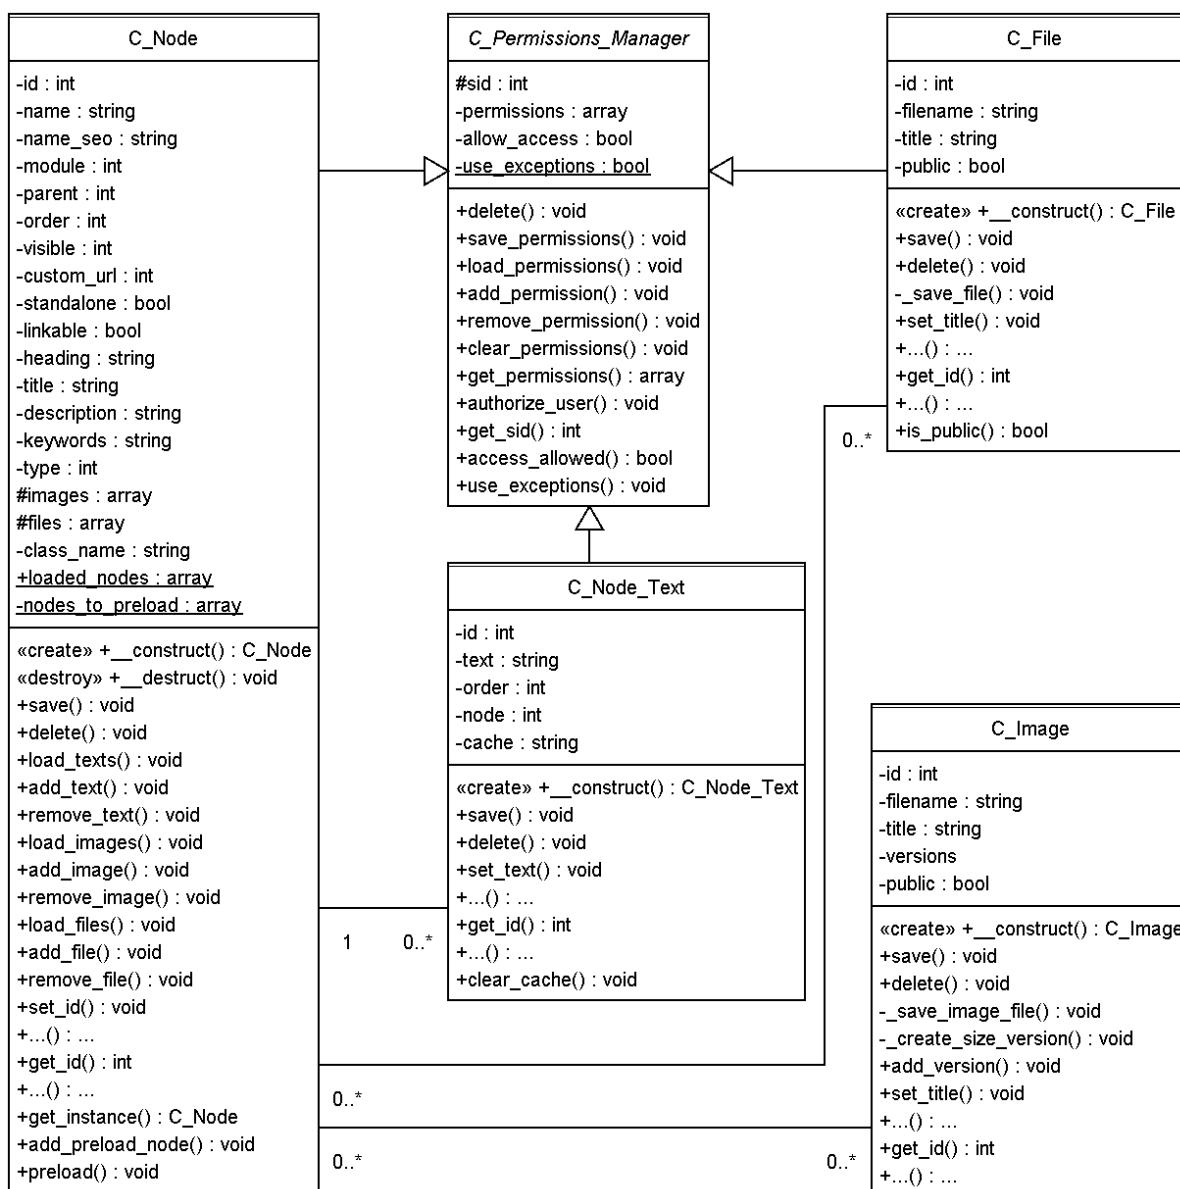 C_Node
-id : int
-name : string
-name_seo : string
-module : int
-parent : int
-order : int
-visible : int
-custom_url : int
-standalone : bool
-linkable : bool
-heading : string
-title : string
-description : string
-keywords : string
-type : int
#images : array
#files : array
-class_name : string
+loaded_nodes : array
-nodes_to_preload : array
«create» +__construct() : C_Node
«destroy» +__destruct() : void
+save() : void
+delete() : void
+load_texts() : void
+add_text() : void
+remove_text() : void
+load_images() : void
+add_image() : void
+remove_image() : void
+load_files() : void
+add_file() : void
+remove_file() : void
+set_id() : void
+...() : ...
+get_id() : int
+...() : ...
+get_instance() : C_Node
+add_preload_node() : void
+preload() : void
C_Permissions_Manager
#sid : int
-permissions : array
-allow_access : bool
-use_exceptions : bool
+delete() : void
+save_permissions() : void
+load_permissions() : void
+add_permission() : void
+remove_permission() : void
+clear_permissions() : void
+get_permissions() : array
+authorize_user() : void
+get_sid() : int
+access_allowed() : bool
+use_exceptions() : void
C_File
-id : int
-filename : string
-title : string
-public : bool
«create» +__construct() : C_File
+save() : void
+delete() : void
-_save_file() : void
+set_title() : void
+...() : ...
+get_id() : int
+...() : ...
+is_public() : bool
0..*
C_Node_Text
-id : int
-text : string
-order : int
-node : int
-cache : string
«create» +__construct() : C_Node_Text
+save() : void
+delete() : void
+set_text() : void
+...() : ...
+get_id() : int
+...() : ...
+clear_cache() : void
1 0..*
C_Image
-id : int
-filename : string
-title : string
-versions
-public : bool
«create» +__construct() : C_Image
+save() : void
+delete() : void
-_save_image_file() : void
-_create_size_version() : void
+add_version() : void
+set_title() : void
+...() : ...
+get_id() : int
+...() : ...
0..*
0..* 0..*